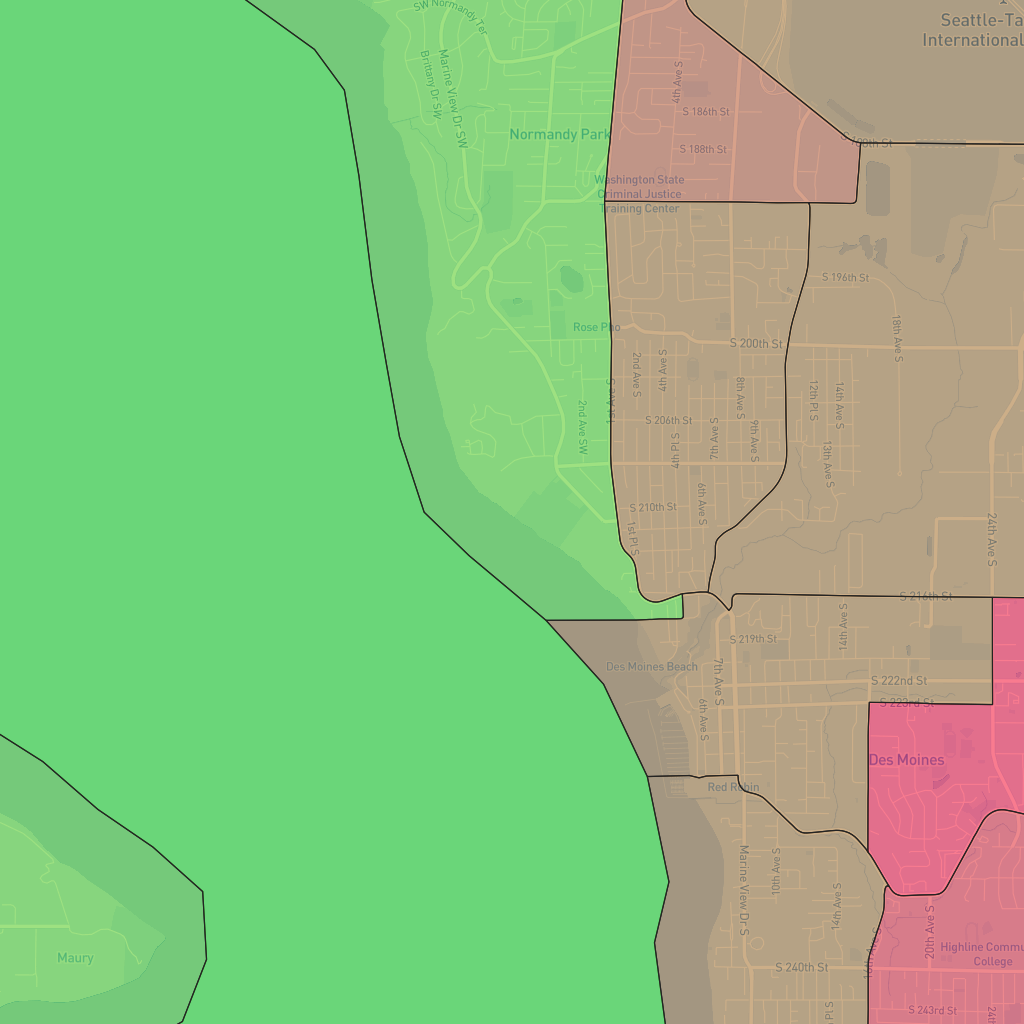 SW Normandy Ter
Seattle-Ta
International
Marine View Dr SW
Brittany Dr SW
4th Ave S
S 186th St
Normandy Park
S 188th St
S 188th St
Washington State
Criminal Justice
Training Center
S 196th St
Rose Pho
18th Ave S
S 200th St
2nd Ave S
4th Ave S
1st Ave S
8th Ave S
12th Pl S
14th Ave S
2nd Ave SW
S 206th St
7th Ave S
9th Ave S
4th Pl S
13th Ave S
6th Ave S
S 210th St
1st Pl S
24th Ave S
S 216th St
14th Ave S
S 219th St
Des Moines Beach
7th Ave S
S 222nd St
6th Ave S
S 223rd St
Des Moines
Red Robin
Marine View Dr S
10th Ave S
14th Ave S
20th Ave S
16th Ave S
Highline Commu
College
Maury
S 240th St
Pl S
S 243rd St
24t